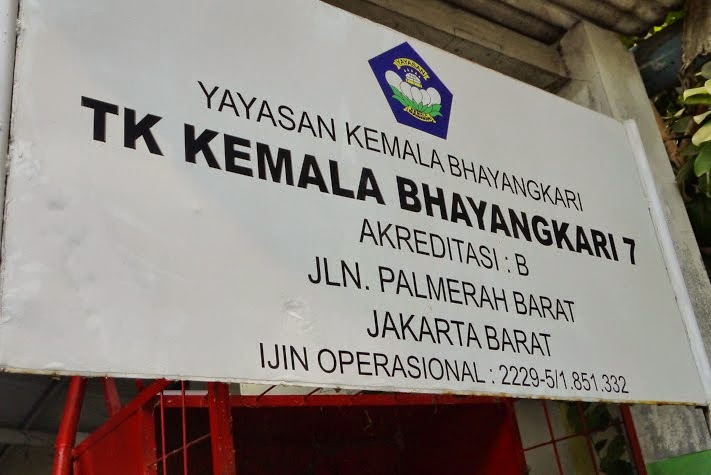 YAYASAN
YAYASAN KEMALA BHAYANGKARI
TK KEMALA BHAYANGKARI 7
AKREDITASI : B
JLN. PALMERAH BARAT
JAKARTA BARAT
IJIN OPERASIONAL : 2229-5/1.851.332